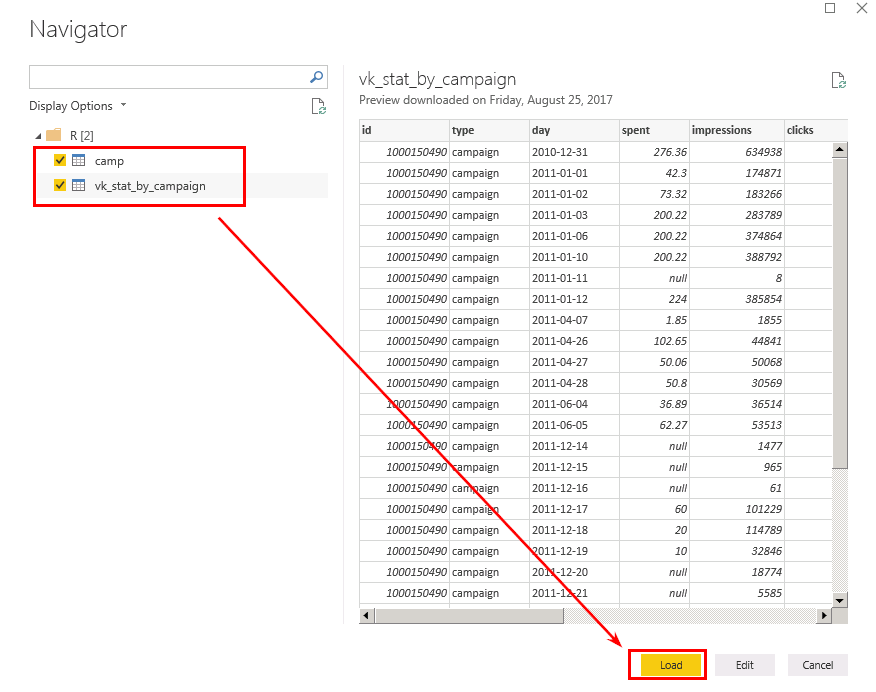 Navigator
Display Options
R [2]
camp
vk_stat_by_campaign
vk_stat_by_campaign
Preview downloaded on Friday, August 25, 2017
id type day spent impressions clicks
1000150490 campaign 2010-12-31 276.36 634938
1000150490 campaign 2011-01-01 42.3 174871
1000150490 campaign 2011-01-02 73.32 183266
1000150490 campaign 2011-01-03 200.22 283789
1000150490 campaign 2011-01-06 200.22 374864
1000150490 campaign 2011-01-10 200.22 388792
1000150490 campaign 2011-01-11 null 8
1000150490 campaign 2011-01-12 224 385854
1000150490 campaign 2011-04-07 1.85 1855
1000150490 campaign 2011-04-26 102.65 44841
1000150490 campaign 2011-04-27 50.06 50068
1000150490 campaign 2011-04-28 50.8 30569
1000150490 campaign 2011-06-04 36.89 36514
1000150490 campaign 2011-06-05 62.27 53513
1000150490 campaign 2011-12-14 null 1477
1000150490 campaign 2011-12-15 null 965
1000150490 campaign 2011-12-16 null 61
1000150490 campaign 2011-12-17 60 101229
1000150490 campaign 2011-12-18 20 114789
1000150490 campaign 2011-12-19 10 32846
1000150490 campaign 2011-12-20 null 18774
1000150490 campaign 2011-12-21 null 5585
Load Edit Cancel